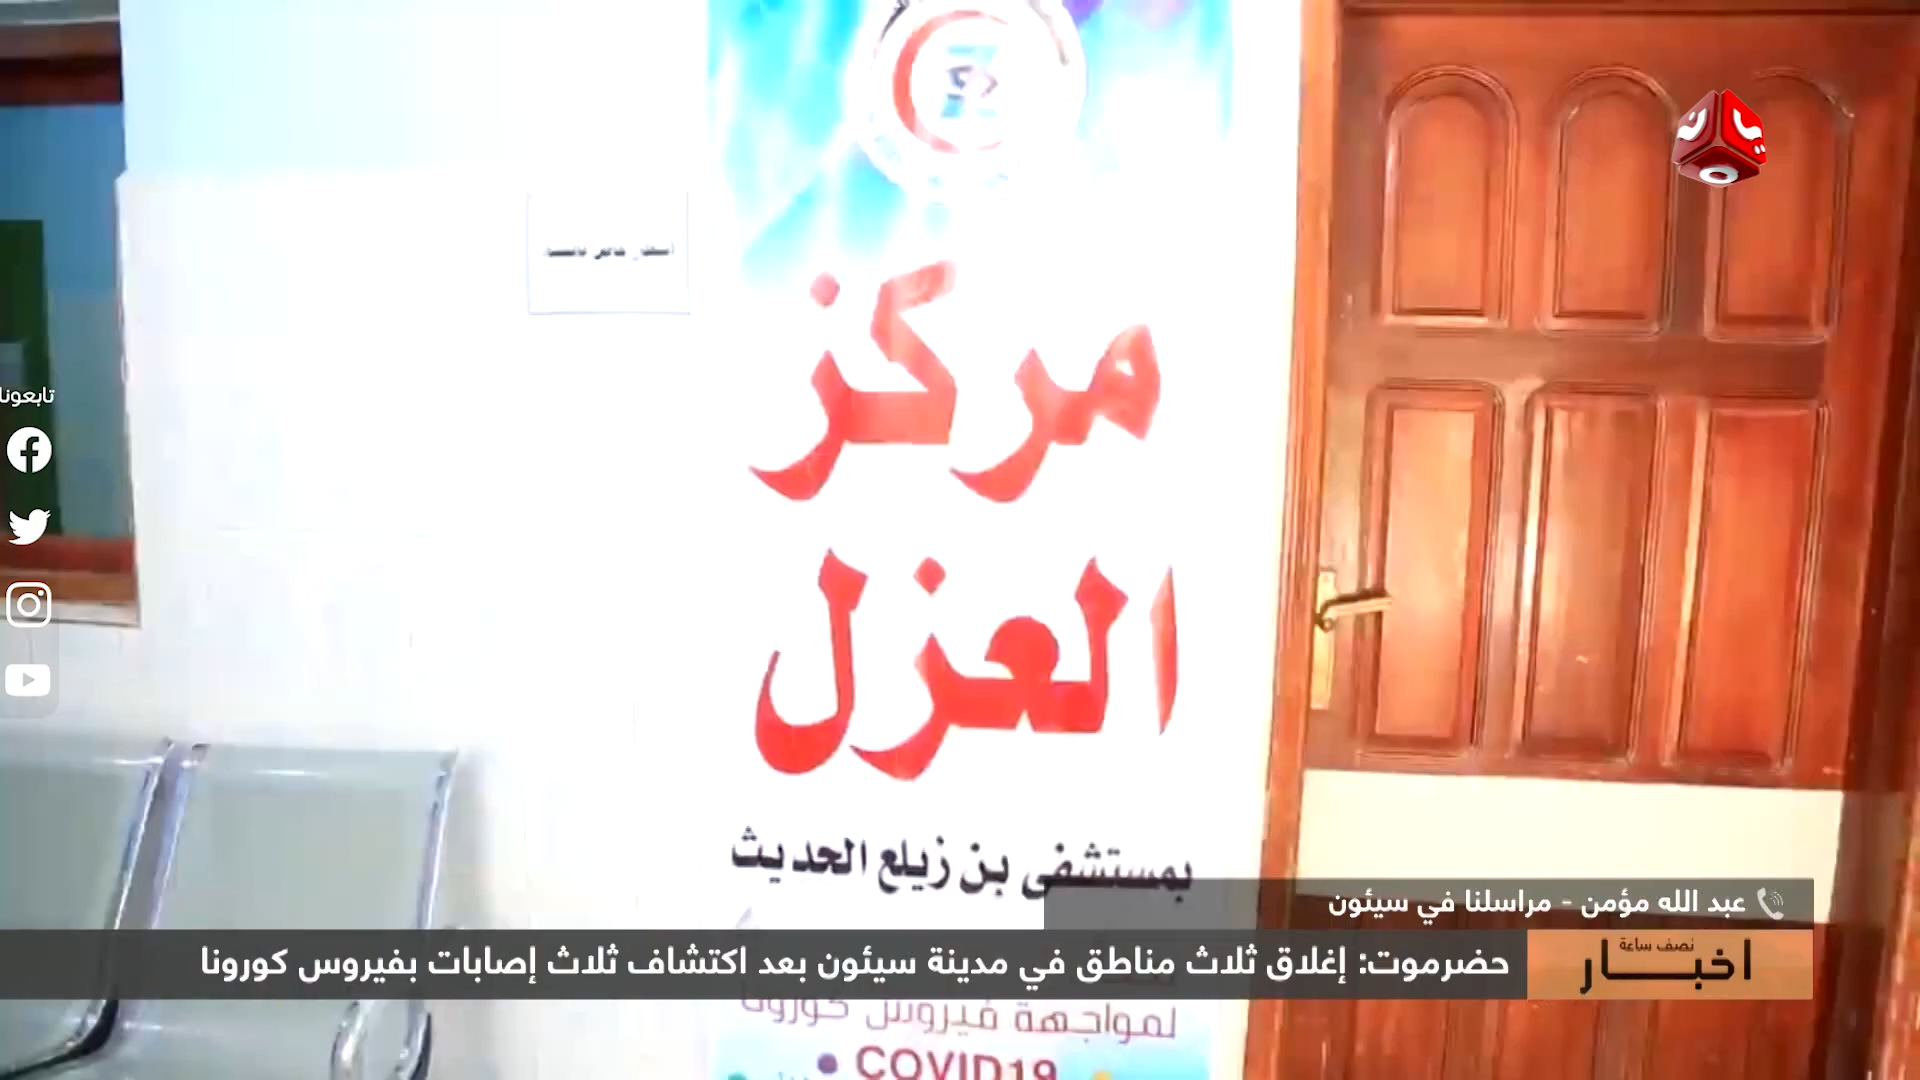 مركز
العزل
بمستشفى بن زيلع الحديث
لمواجهة فيروس كورونا
COVID19
تابعونا
عبد الله مؤمن - مراسلنا في سيئون
نصف ساعة
اخبار
حضرموت: إغلاق ثلاث مناطق في مدينة سيئون بعد اكتشاف ثلاث إصابات بفيروس كورونا